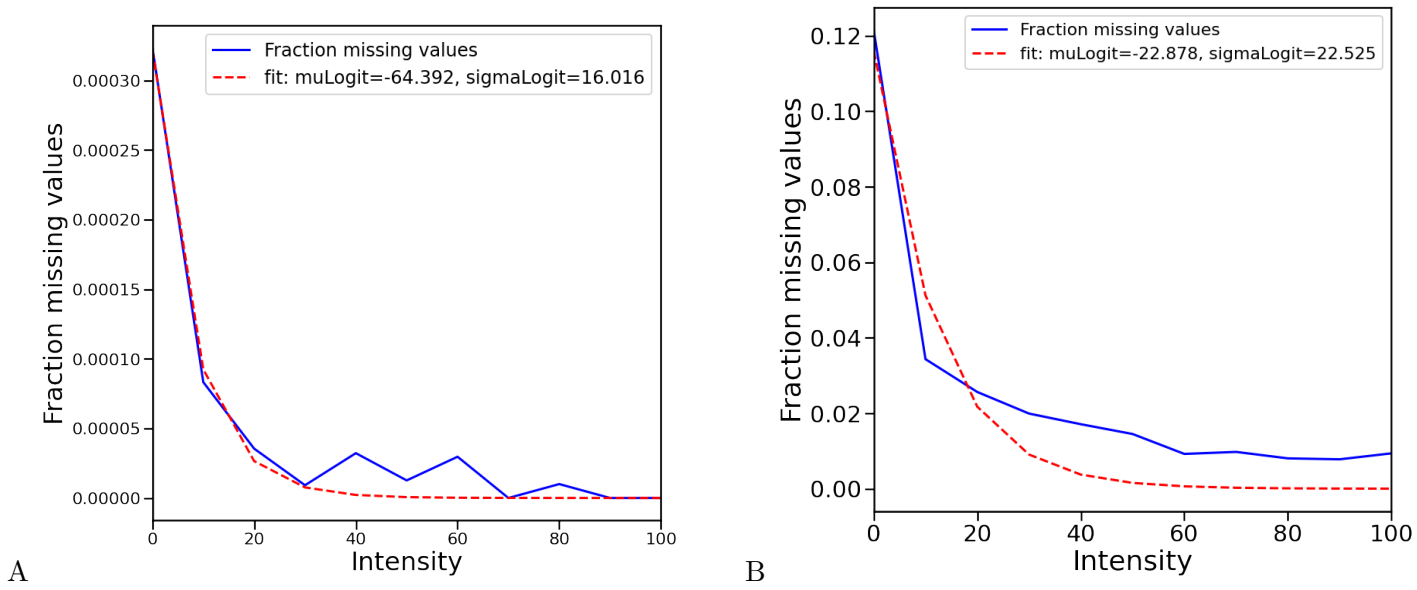 Fraction missing values
fit: muLogit=-64.392, sigmaLogit=16.016
Fraction missing values
0.00030
0.00025
0.00020
0.00015
0.00010
0.00005
0.00000
0
20
40
60
80
100
Intensity
A
Fraction missing values
fit: muLogit=-22.878, sigmaLogit=22.525
Fraction missing values
0.12
0.10
0.08
0.06
0.04
0.02
0.00
0
20
40
60
80
100
Intensity
B